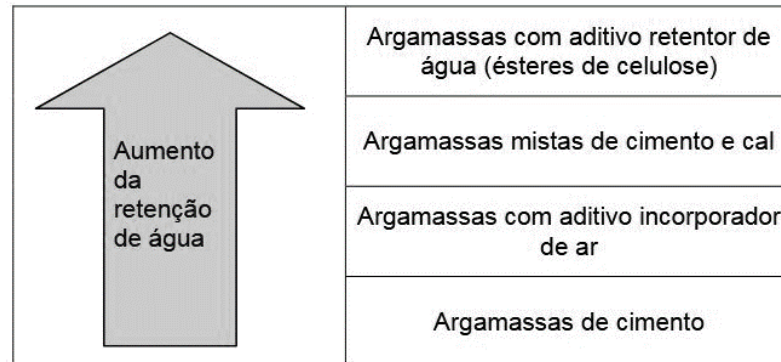 Aumento
da
retenção
de água
Argamassas com aditivo retentor de
água (ésteres de celulose)
Argamassas mistas de cimento e cal
Argamassas com aditivo incorporador
de ar
Argamassas de cimento